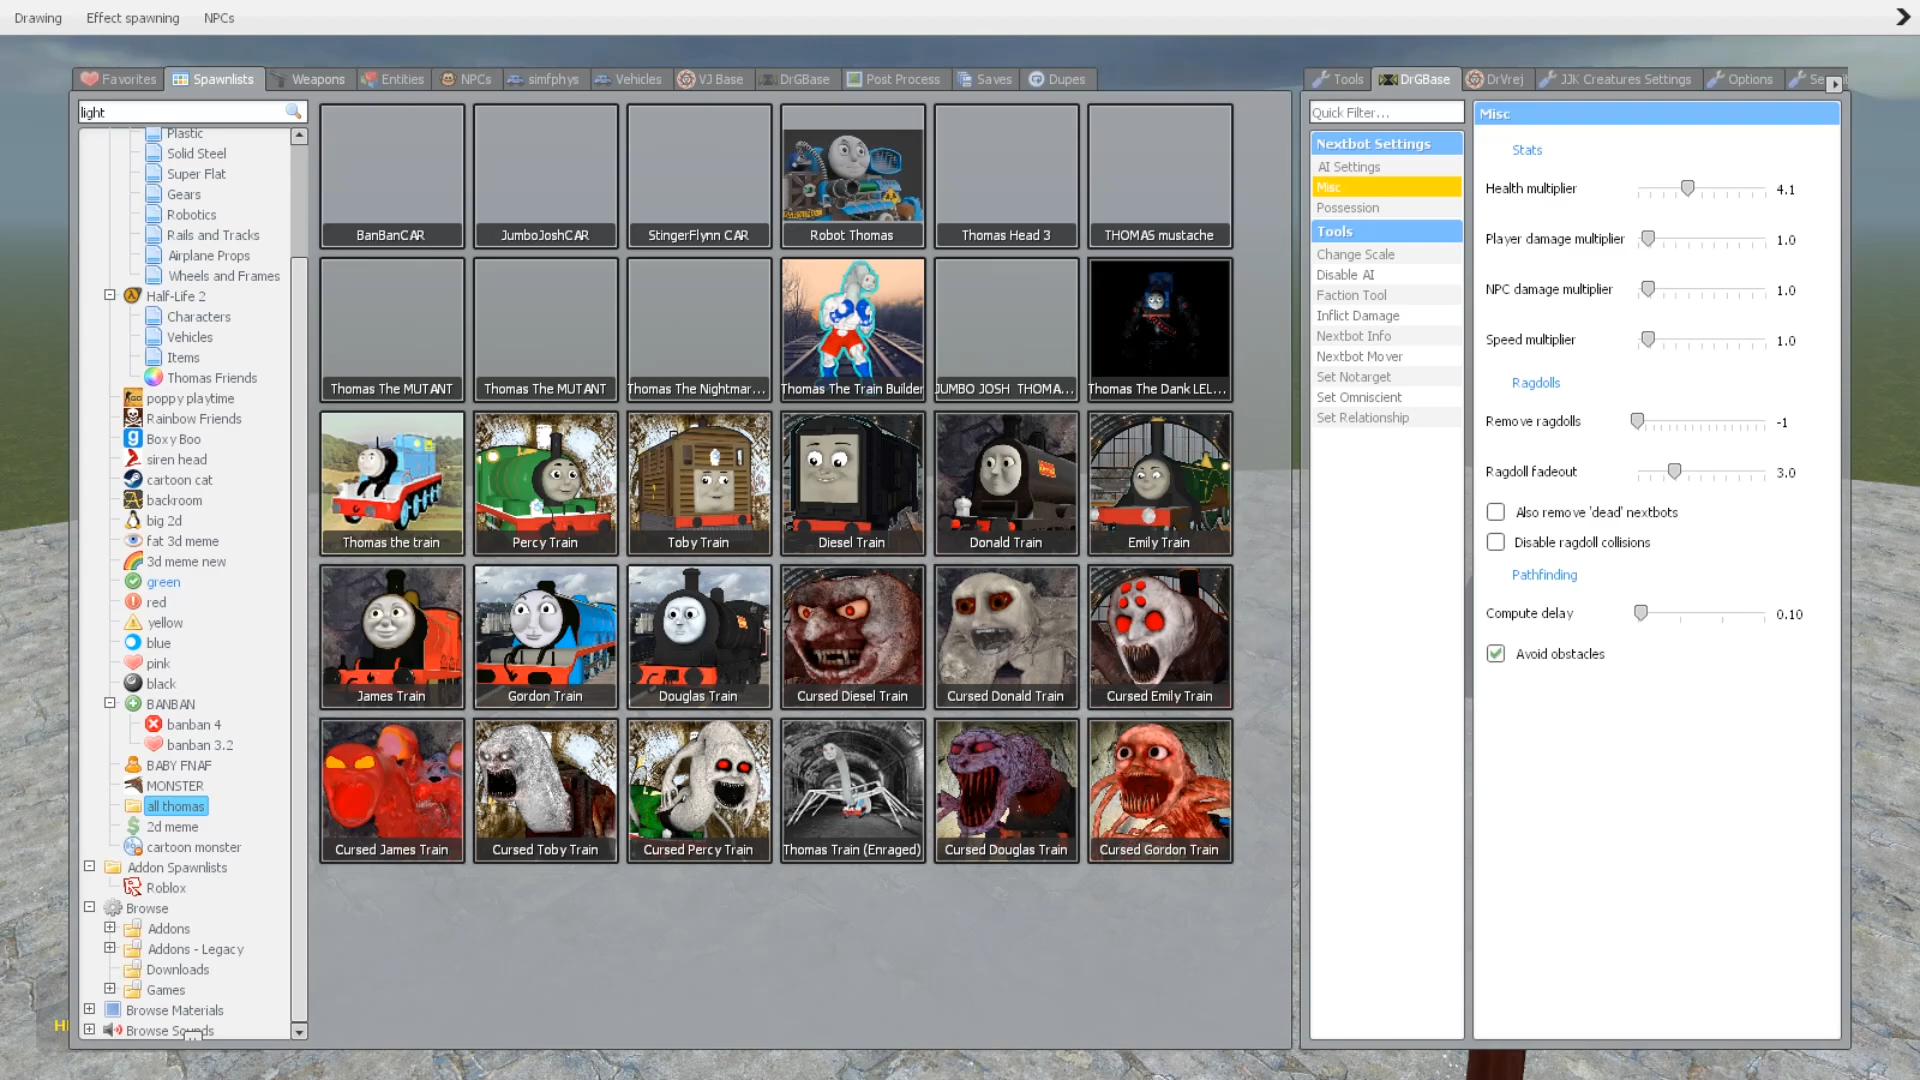 Drawing Effect spawning NPCs
Favorites Spawnlists Weapons Entities NPCs simfphys Vehicles VJ Base DrGBase Post Process Saves Dupes
light
Plastic
Solid Steel
Super Flat
Gears
Robotics
Rails and Tracks
Airplane Props
Wheels and Frames
Half-Life 2
Characters
Vehicles
Items
Thomas Friends
poppy playtime
Rainbow Friends
Boxy Boo
siren head
cartoon cat
backroom
big 2d
fat 3d meme
3d meme new
green
red
yellow
blue
pink
black
BANBAN
banban 4
banban 3.2
BABY FNAF
MONSTER
all thomas
2d meme
cartoon monster
Addon Spawnlists
Roblox
Browse
Addons
Addons - Legacy
Downloads
Games
Browse Materials
Browse Sounds
BanBanCAR JumboJoshCAR StingerFlynn CAR Robot Thomas Thomas Head 3 THOMAS mustache
Thomas The MUTANT Thomas The MUTANT Thomas The Nightmar... Thomas The Train Builder JUMBO JOSH THOMA... Thomas The Dank LEL...
Thomas the train Percy Train Toby Train Diesel Train Donald Train Emily Train
James Train Gordon Train Douglas Train Cursed Diesel Train Cursed Donald Train Cursed Emily Train
Cursed James Train Cursed Toby Train Cursed Percy Train Thomas Train (Enraged) Cursed Douglas Train Cursed Gordon Train
Tools DrGBase DrVrej JJK Creatures Settings Options
Quick Filter...
Nextbot Settings
AI Settings
Misc
Possession
Tools
Change Scale
Disable AI
Faction Tool
Inflict Damage
Nextbot Info
Nextbot Mover
Set Notarget
Set Omniscient
Set Relationship
Misc
Stats
Health multiplier 4.1
Player damage multiplier 1.0
NPC damage multiplier 1.0
Speed multiplier 1.0
Ragdolls
Remove ragdolls -1
Ragdoll fadeout 3.0
Also remove 'dead' nextbots
Disable ragdoll collisions
Pathfinding
Compute delay 0.10
Avoid obstacles